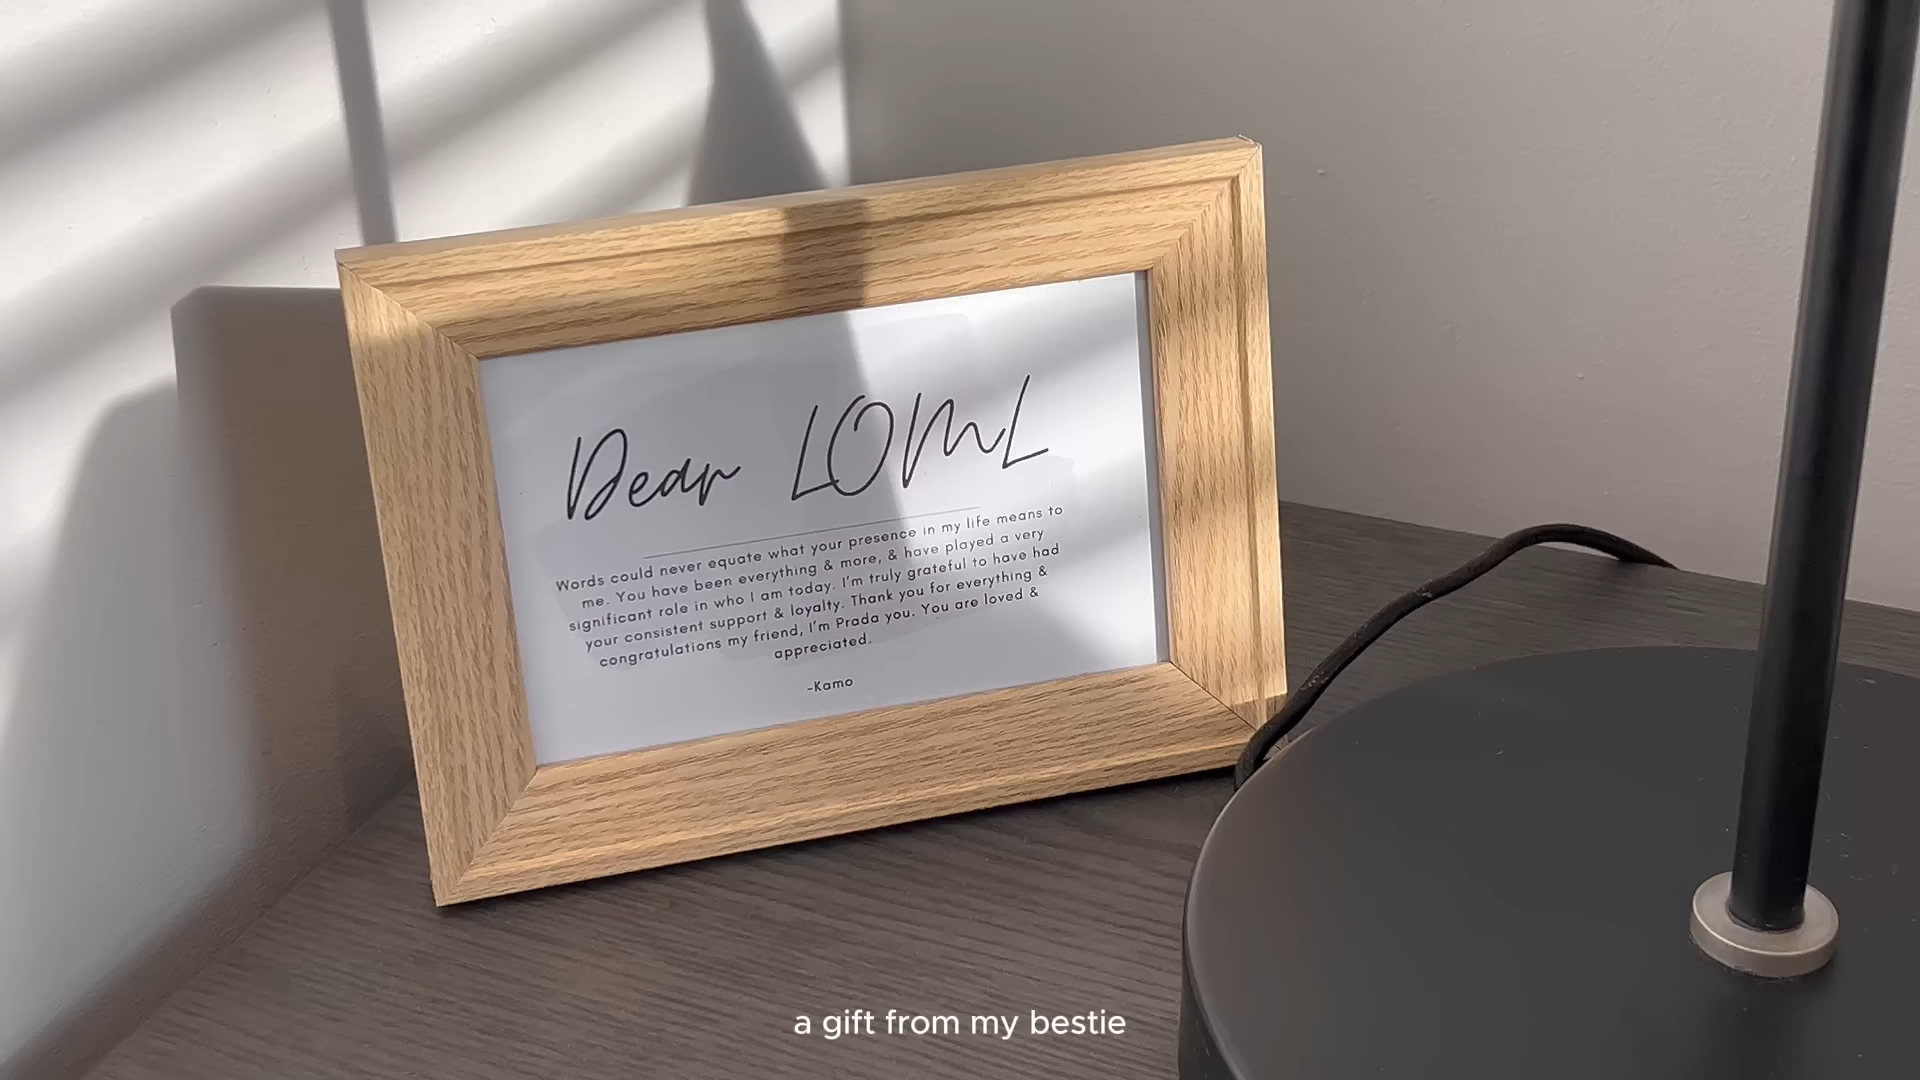 Dear LOML
Words could never equate what your presence in my life means to
me. You have been everything & more, & have played a very
significant role in who I am today. I'm truly grateful to have had
your consistent support & loyalty. Thank you for everything &
congratulations my friend, I'm Prada you. You are loved &
appreciated.
-Kamo
a gift from my bestie